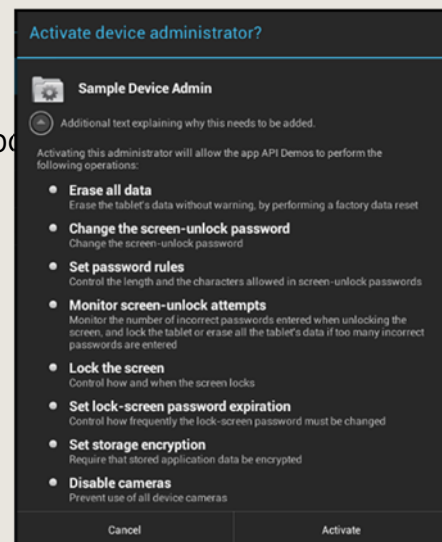 Activate device administrator?
Sample Device Admin
Additional text explaining why this needs to be added.
Activating this administrator will allow the app API Demos to perform the
following operations:
Erase all data
Erase the tablet's data without warning, by performing a factory data reset
Change the screen-unlock password
Change the screen-unlock password
Set password rules
Control the length and the characters allowed in screen-unlock passwords
Monitor screen-unlock attempts
Monitor the number of incorrect passwords entered when unlocking the
screen, and lock the tablet or erase all the tablet's data if too many incorrect
passwords are entered
Lock the screen
Control how and when the screen locks
Set lock-screen password expiration
Control how frequently the lock-screen password must be changed
Set storage encryption
Require that stored application data be encrypted
Disable cameras
Prevent use of all device cameras
Cancel Activate